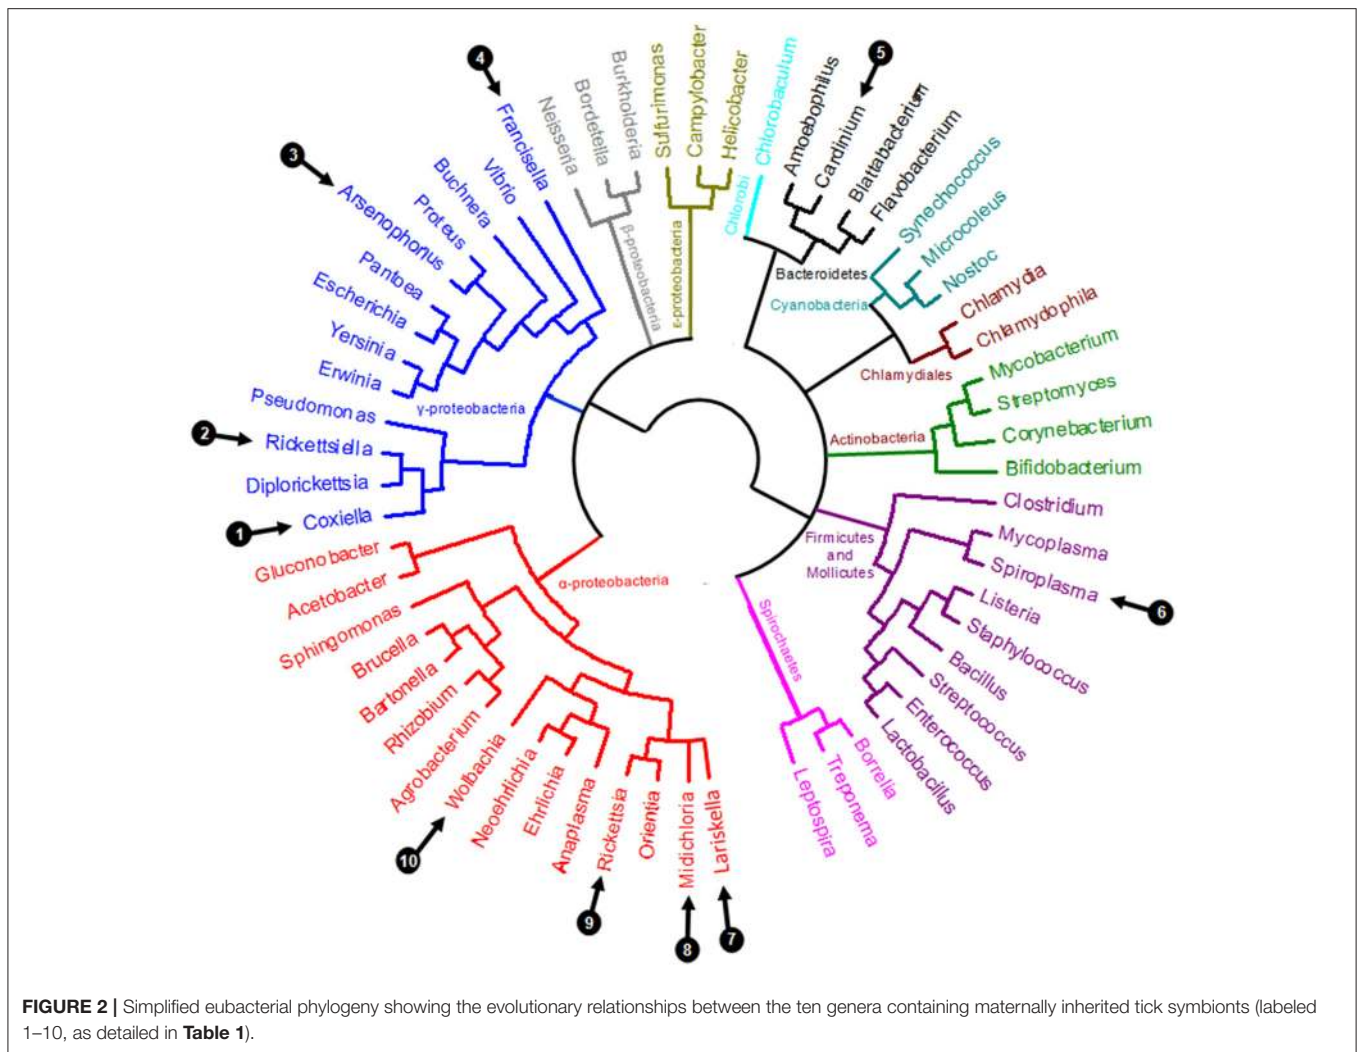 4
5
3
2
1
6
10
9
8
7
Francisella
Vibrio
Buchnera
Proteus
Arsenophonus
Pantoea
Escherichia
Yersinia
Erwinia
Pseudomonas
Rickettsiella
Diplorickettsia
Coxiella
γ-proteobacteria
Neisseria
Bordetella
Burkholderia
β-proteobacteria
Sulfurimonas
Campylobacter
Helicobacter
ε-proteobacteria
Chlorobaculum
Chlorobi
Amoebophilus
Cardinium
Blattabacterium
Flavobacterium
Bacteroidetes
Synechococcus
Microcoleus
Nostoc
Cyanobacteria
Chlamydia
Chlamydophila
Chlamydiales
Mycobacterium
Streptomyces
Corynebacterium
Bifidobacterium
Actinobacteria
Clostridium
Mycoplasma
Spiroplasma
Listeria
Staphylococcus
Bacillus
Streptococcus
Enterococcus
Lactobacillus
Firmicutes
and
Mollicutes
Spirochaetes
Borrelia
Treponema
Leptospira
α-proteobacteria
Gluconobacter
Acetobacter
Sphingomonas
Brucella
Bartonella
Rhizobium
Agrobacterium
Wolbachia
Neoehrlichia
Ehrlichia
Anaplasma
Rickettsia
Orientia
Midichloria
Lariskella
FIGURE 2 | Simplified eubacterial phylogeny showing the evolutionary relationships between the ten genera containing maternally inherited tick symbionts (labeled
1–10, as detailed in Table 1).